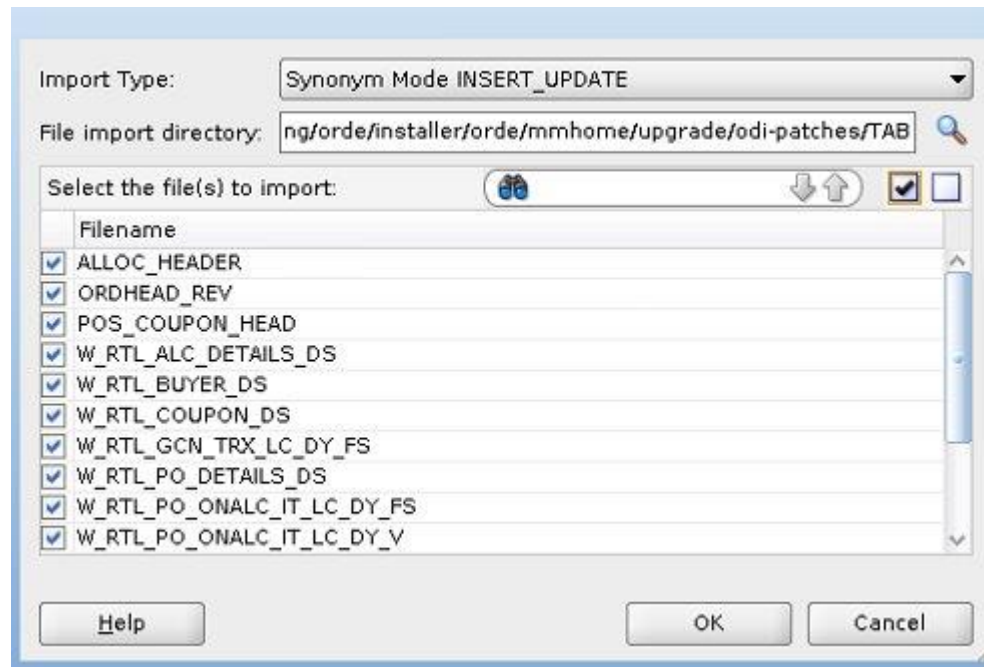 Import Type: Synonym Mode INSERT_UPDATE
File import directory: ng/orde/installer/orde/mmhome/upgrade/odi-patches/TAB
Select the file(s) to import:
Filename
ALLOC_HEADER
ORDHEAD_REV
POS_COUPON_HEAD
W_RTL_ALC_DETAILS_DS
W_RTL_BUYER_DS
W_RTL_COUPON_DS
W_RTL_GCN_TRX_LC_DY_FS
W_RTL_PO_DETAILS_DS
W_RTL_PO_ONALC_IT_LC_DY_FS
W_RTL_PO_ONALC_IT_LC_DY_V
Help OK Cancel